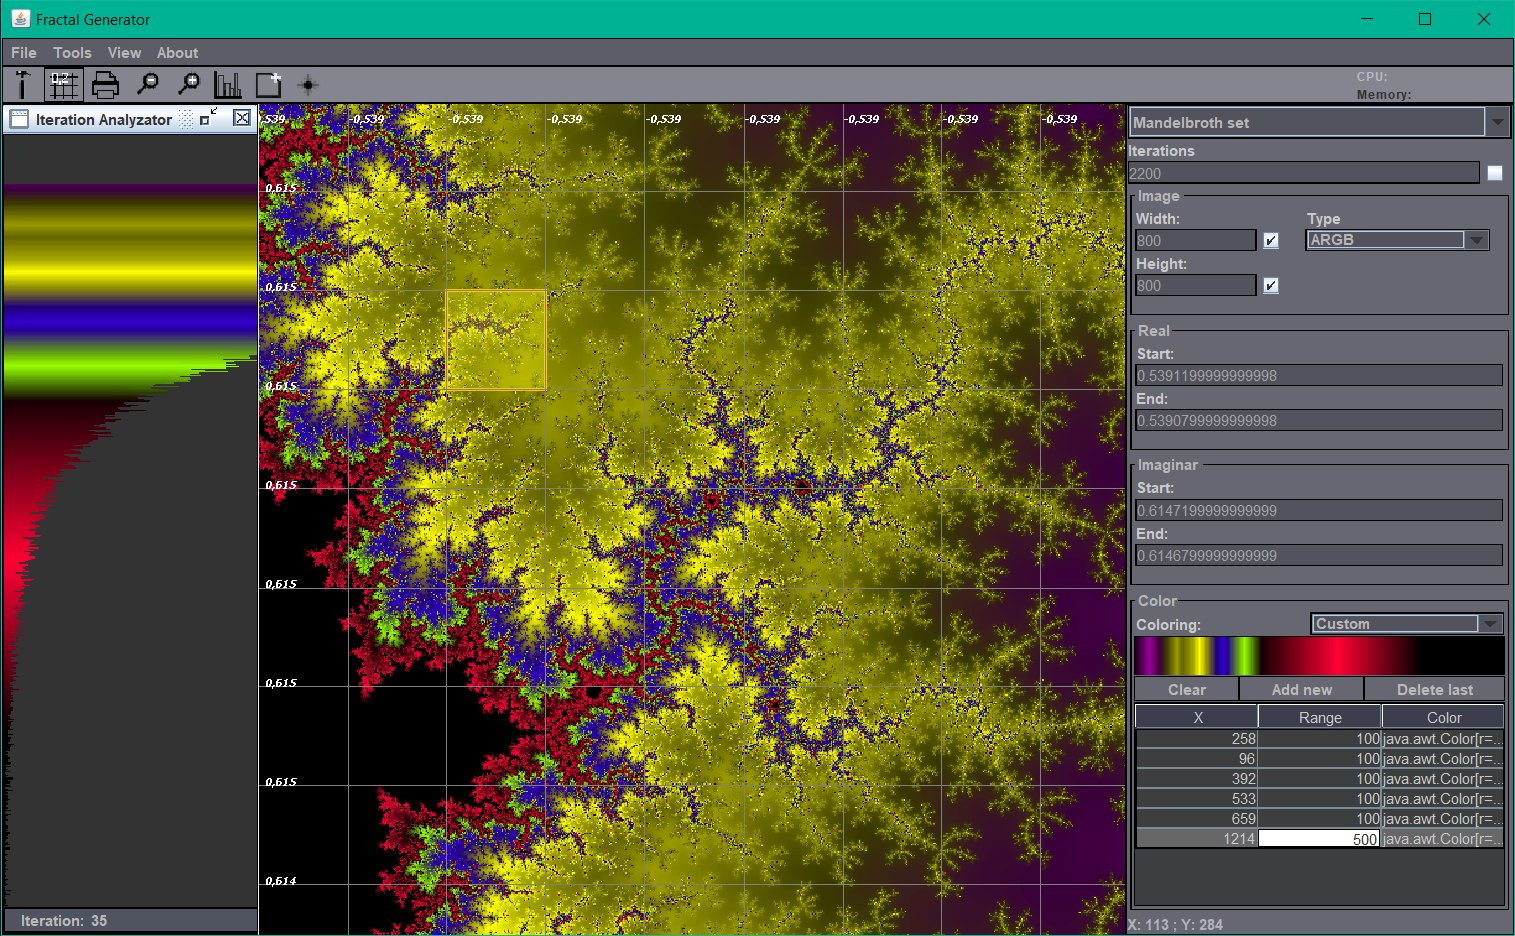 Fractal Generator
File Tools View About
0,2
CPU:
Memory:
Iteration Analyzator
,539 -0,539 -0,539 -0,539 -0,539 -0,539 -0,539 -0,539 -0,539
0,615
0,615
0,615
0,615
0,615
0,615
0,615
0,614
Iteration: 35
Mandelbroth set
Iterations
2200
Image
Width:
Type
800
ARGB
Height:
800
Real
Start:
0.5391199999999998
End:
0.5390799999999998
Imaginar
Start:
0.6147199999999999
End:
0.6146799999999999
Color
Coloring:
Custom
Clear Add new Delete last
X Range Color
258 100 java.awt.Color[r=...
96 100 java.awt.Color[r=...
392 100 java.awt.Color[r=...
533 100 java.awt.Color[r=...
659 100 java.awt.Color[r=...
1214 500 java.awt.Color[r=...
X: 113 ; Y: 284